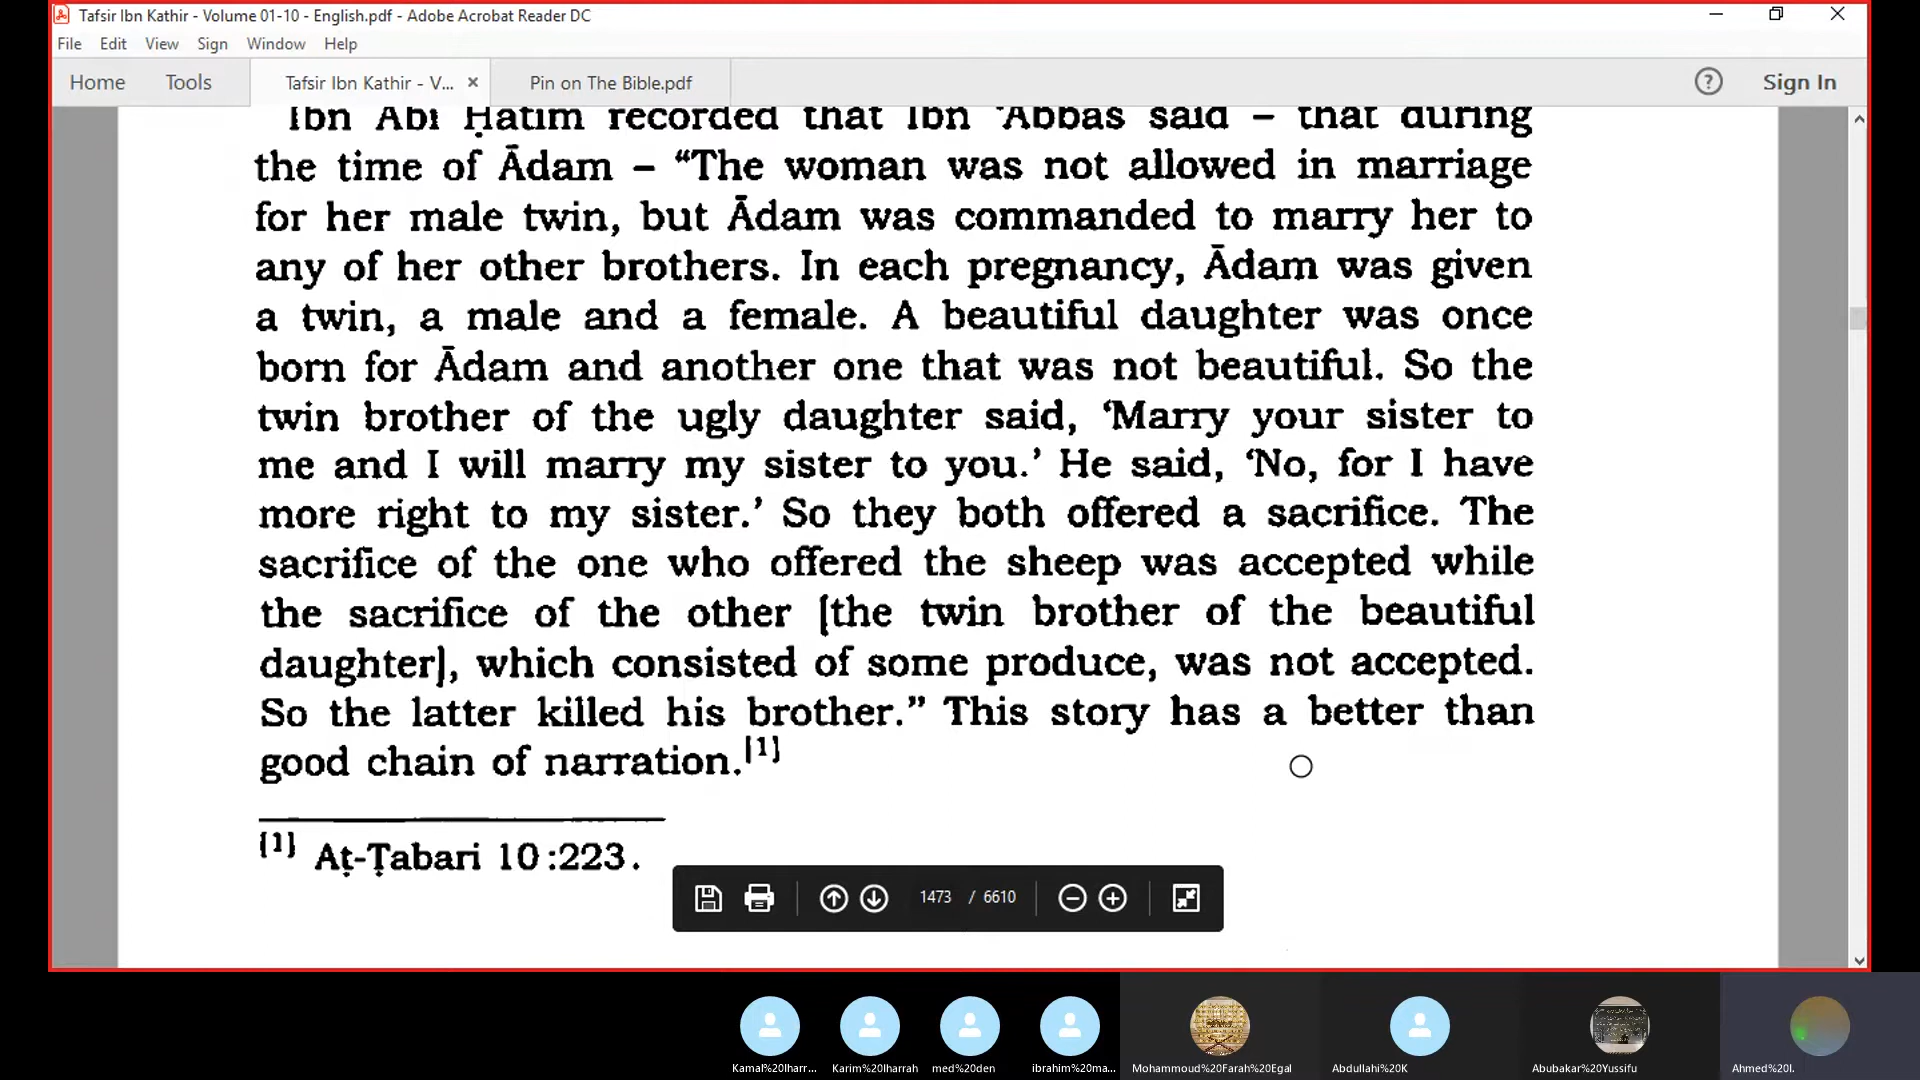 Tafsir Ibn Kathir - Volume 01-10 - English.pdf - Adobe Acrobat Reader DC
File Edit View Sign Window Help
Home Tools Tafsir Ibn Kathir - V... × Pin on The Bible.pdf ? Sign In
Ibn Abi Ḥatim recorded that Ibn ‘Abbas said – that during
the time of Ādam – “The woman was not allowed in marriage
for her male twin, but Ādam was commanded to marry her to
any of her other brothers. In each pregnancy, Ādam was given
a twin, a male and a female. A beautiful daughter was once
born for Ādam and another one that was not beautiful. So the
twin brother of the ugly daughter said, ‘Marry your sister to
me and I will marry my sister to you.’ He said, ‘No, for I have
more right to my sister.’ So they both offered a sacrifice. The
sacrifice of the one who offered the sheep was accepted while
the sacrifice of the other [the twin brother of the beautiful
daughter], which consisted of some produce, was not accepted.
So the latter killed his brother.” This story has a better than
good chain of narration.[1]
[1] Aṭ-Ṭabari 10:223.
1473 / 6610
Kamal%20Iharr... Karim%20Iharrah med%20den ibrahim%20ma... Mohammoud%20Farah%20Egal Abdullahi%20K Abubakar%20Yussifu Ahmed%20I.